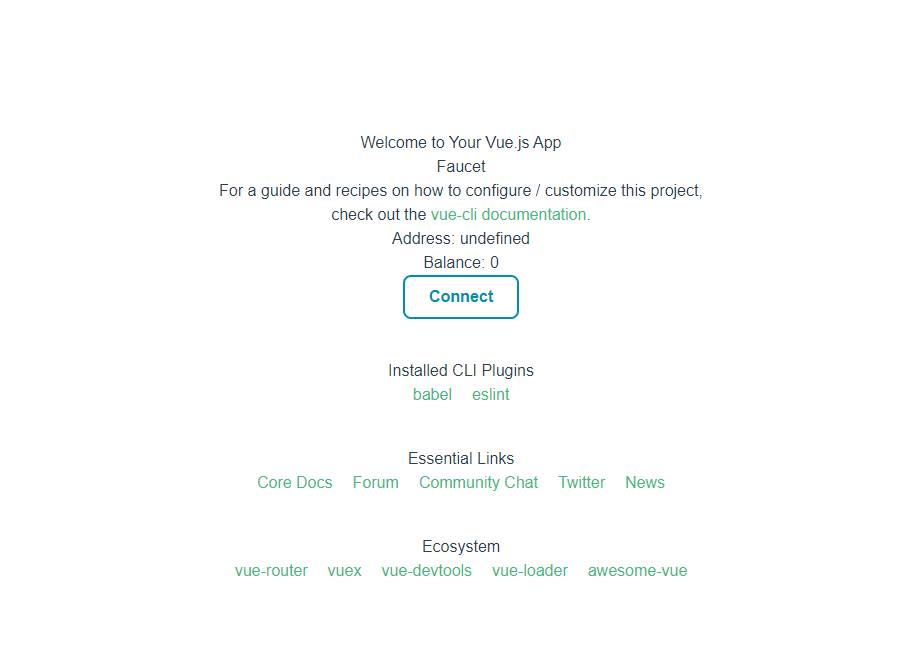 Welcome to Your Vue.js App
Faucet
For a guide and recipes on how to configure / customize this project,
check out the vue-cli documentation.
Address: undefined
Balance: 0
Connect
Installed CLI Plugins
babel eslint
Essential Links
Core Docs Forum Community Chat Twitter News
Ecosystem
vue-router vuex vue-devtools vue-loader awesome-vue